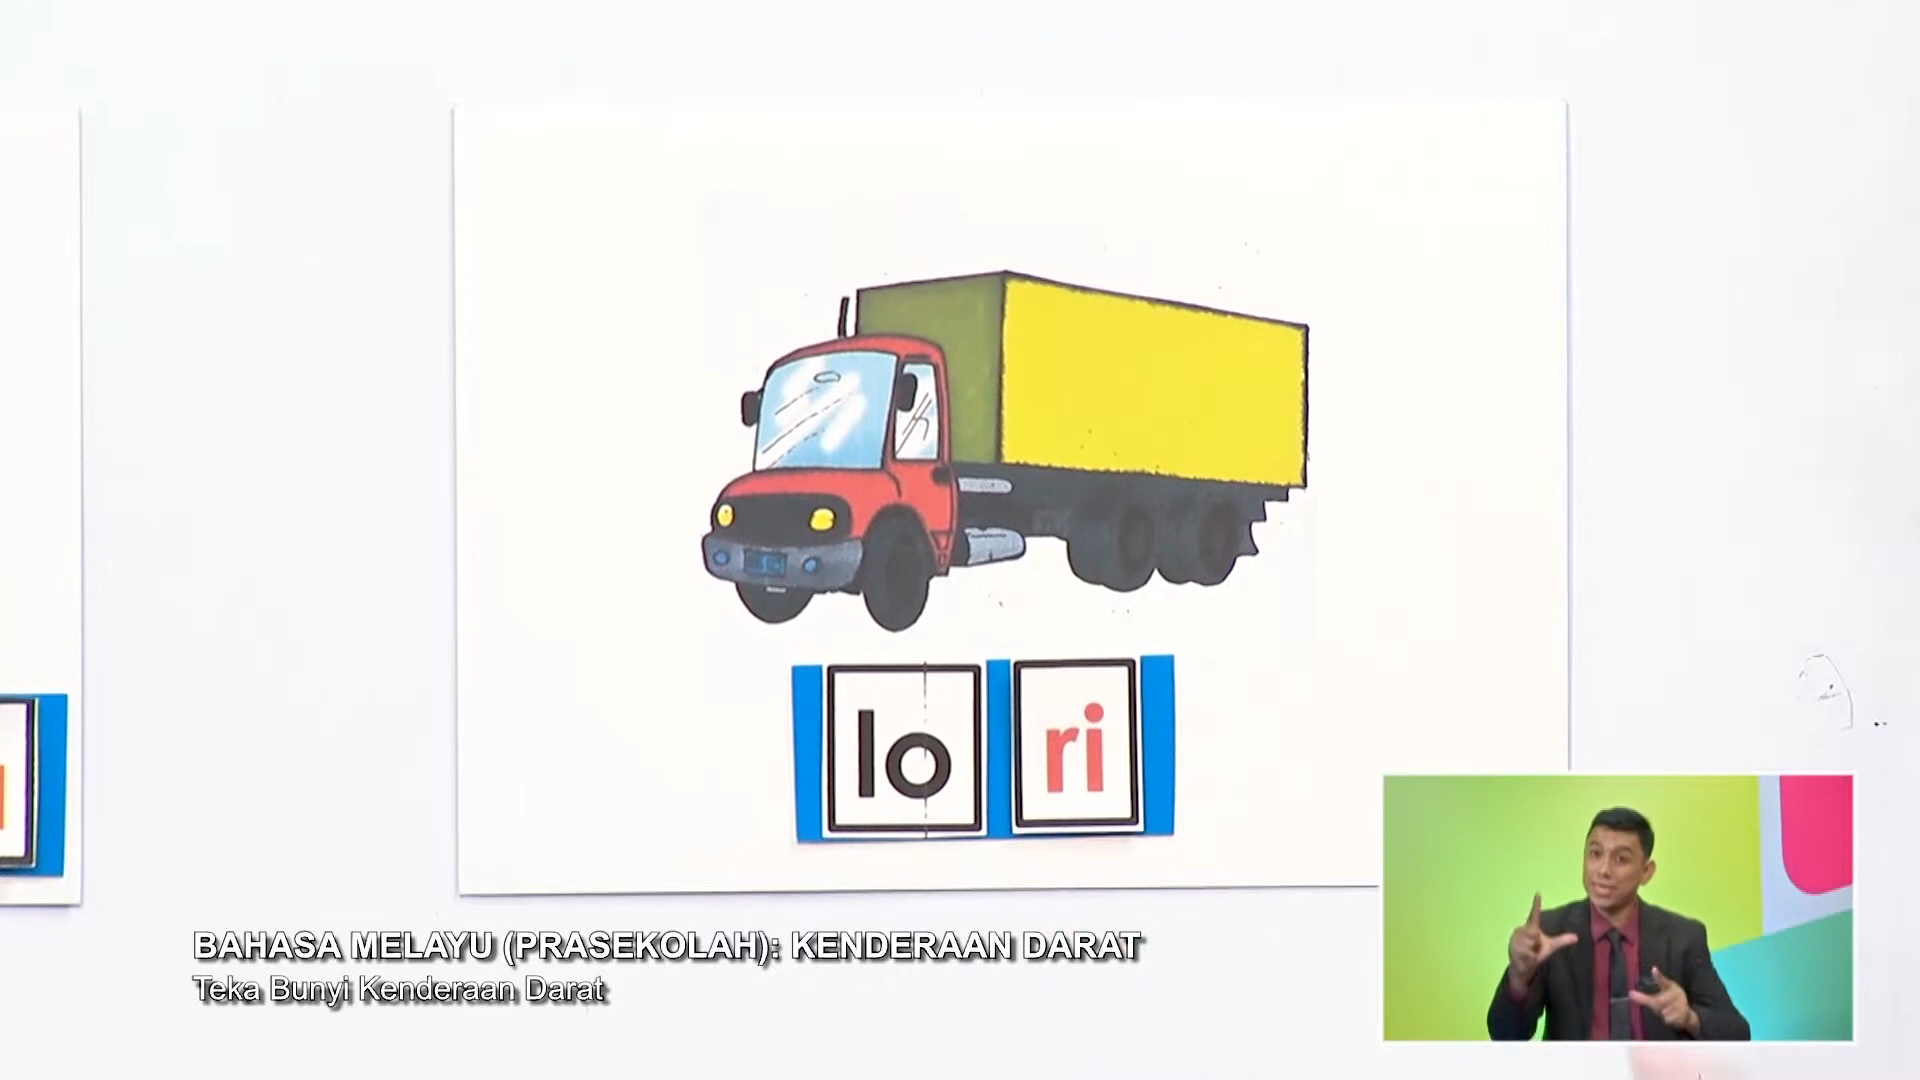 lo ri
BAHASA MELAYU (PRASEKOLAH): KENDERAAN DARAT
Teka Bunyi Kenderaan Darat